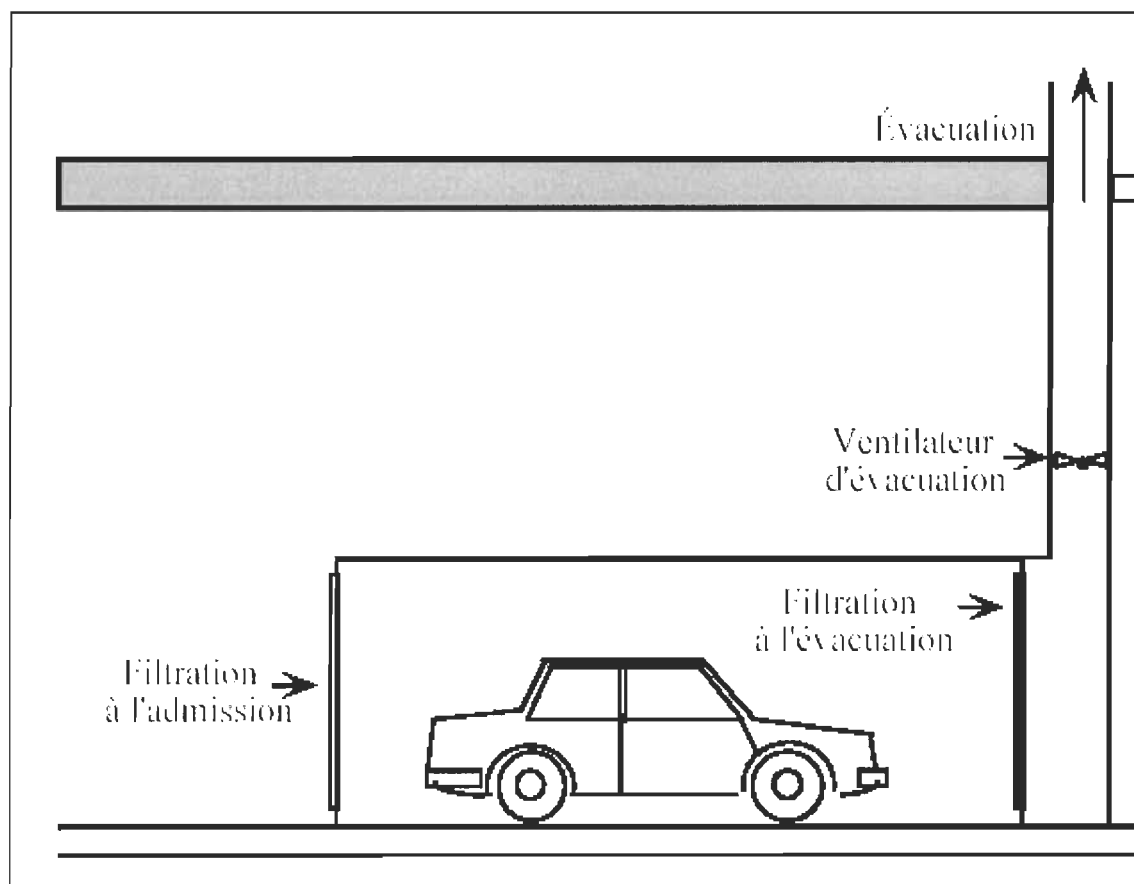 Évacuation
Ventilateur
d'évacuation
Filtration
à l'évacuation
Filtration
à l'admission